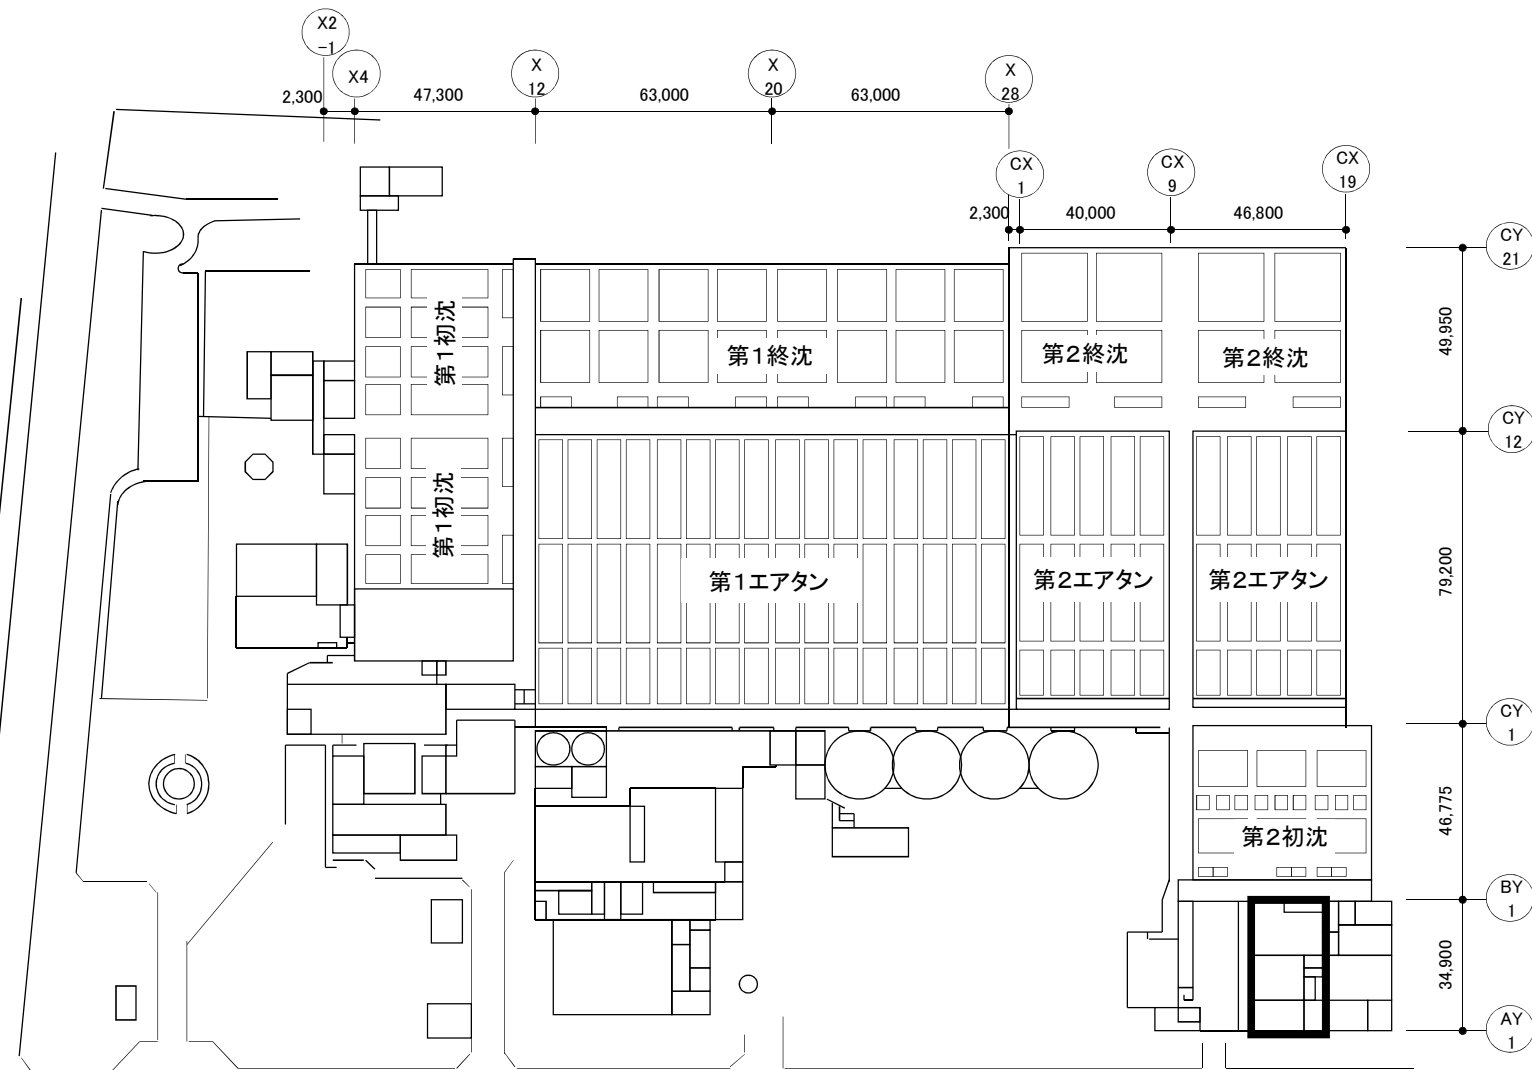 X2
-1
X4
X
12
X
20
X
28
2,300
47,300
63,000
63,000
CX
1
CX
9
CX
19
2,300
40,000
46,800
CY
21
49,950
CY
12
79,200
CY
1
46,775
BY
1
34,900
AY
1
第1初沈
第1初沈
第1終沈
第2終沈
第2終沈
第1エアタン
第2エアタン
第2エアタン
第2初沈